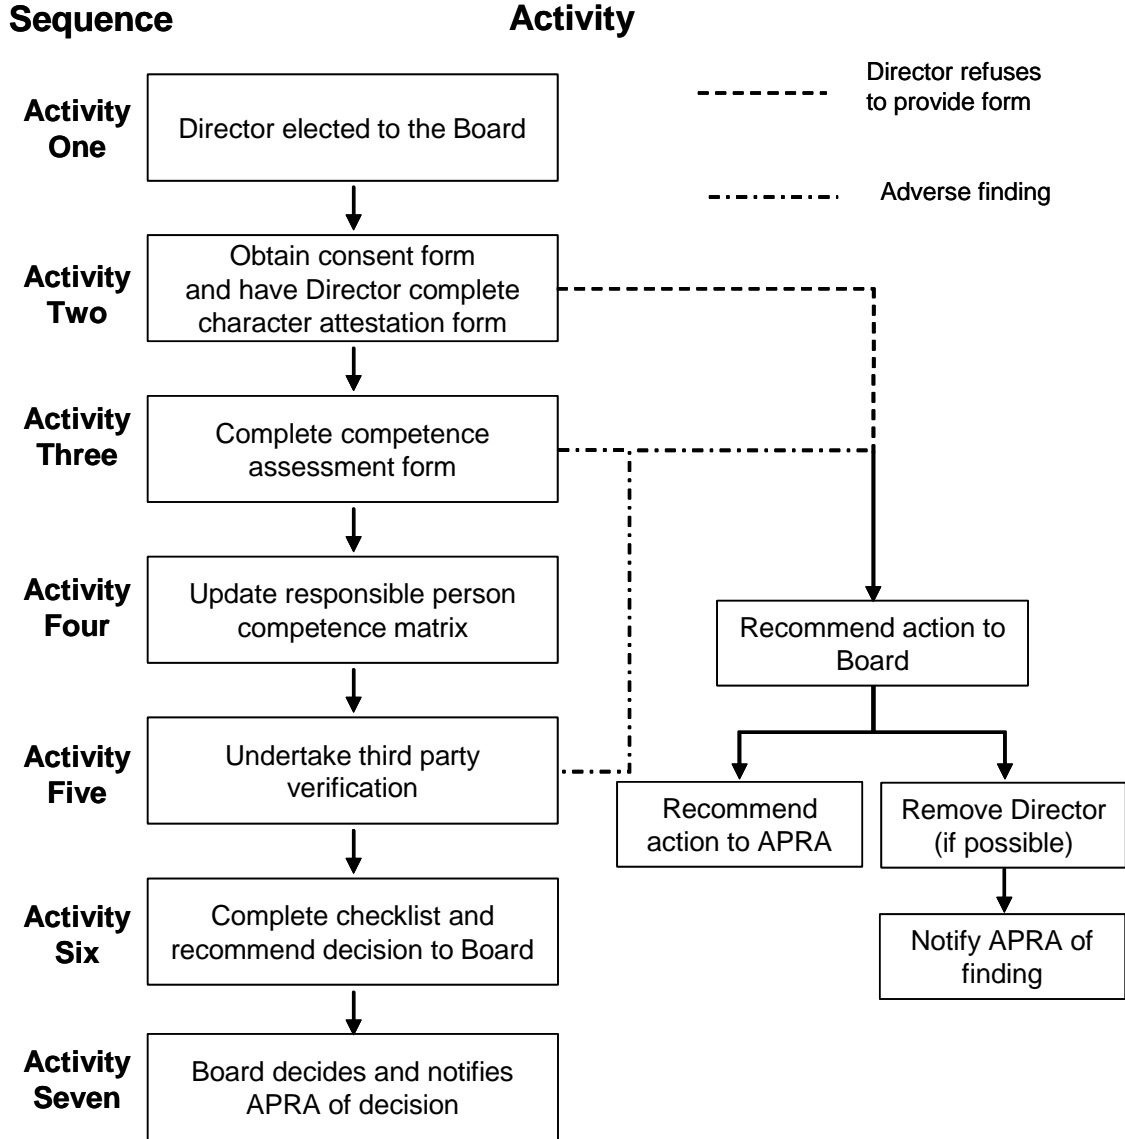 Sequence
Activity
Director refuses
to provide form
Adverse finding
Activity
One
Director elected to the Board
Activity
Two
Obtain consent form
and have Director complete
character attestation form
Activity
Three
Complete competence
assessment form
Activity
Four
Update responsible person
competence matrix
Recommend action to
Board
Activity
Five
Undertake third party
verification
Recommend
action to APRA
Remove Director
(if possible)
Activity
Six
Complete checklist and
recommend decision to Board
Notify APRA of
finding
Activity
Seven
Board decides and notifies
APRA of decision